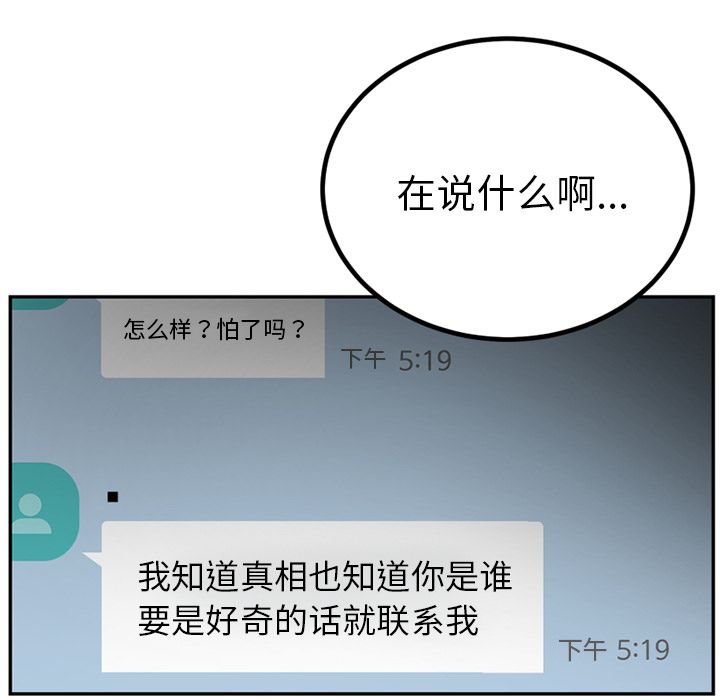 在说什么啊...
怎么样？怕了吗？
下午 5:19
.
我知道真相也知道你是谁
要是好奇的话就联系我
下午 5:19